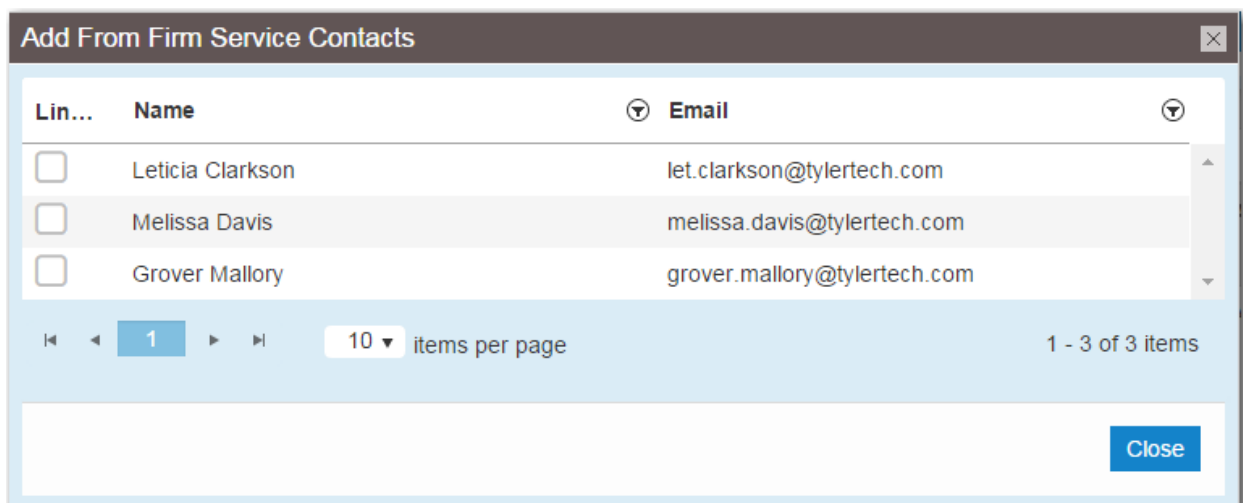 Add From Firm Service Contacts
Lin... Name Email
Leticia Clarkson let.clarkson@tylertech.com
Melissa Davis melissa.davis@tylertech.com
Grover Mallory grover.mallory@tylertech.com
1 10 items per page 1 - 3 of 3 items
Close